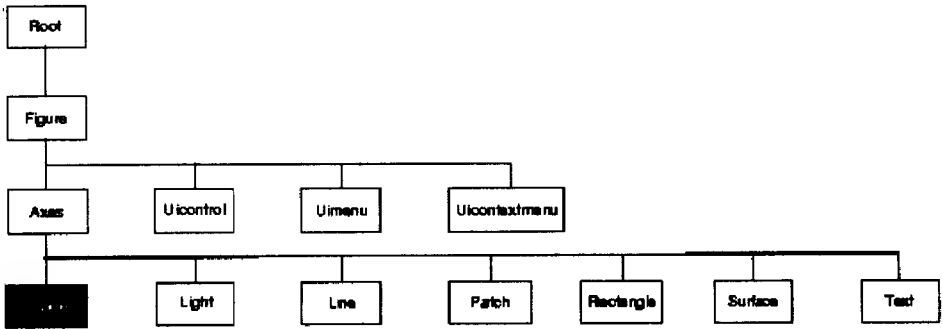 Root
Figure
Axes Uicontrol Uimenu Uicontextmenu
Light Line Patch Rectangle Surface Text